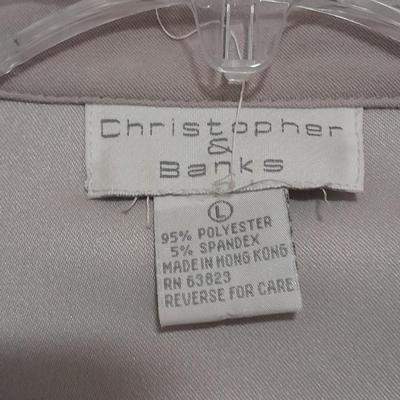 Christopher
&
Banks
L
95% POLYESTER
5% SPANDEX
MADE IN HONG KONG
RN 63823
REVERSE FOR CARE